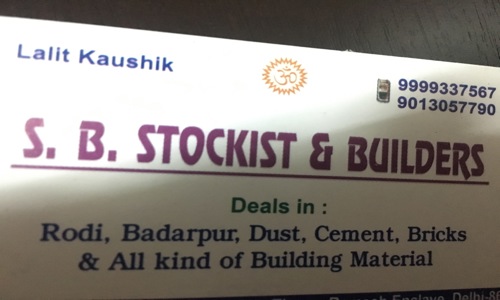 Lalit Kaushik
ॐ
9999337567
9013057790
S. B. STOCKIST & BUILDERS
Deals in :
Rodi, Badarpur, Dust, Cement, Bricks
& All kind of Building Material